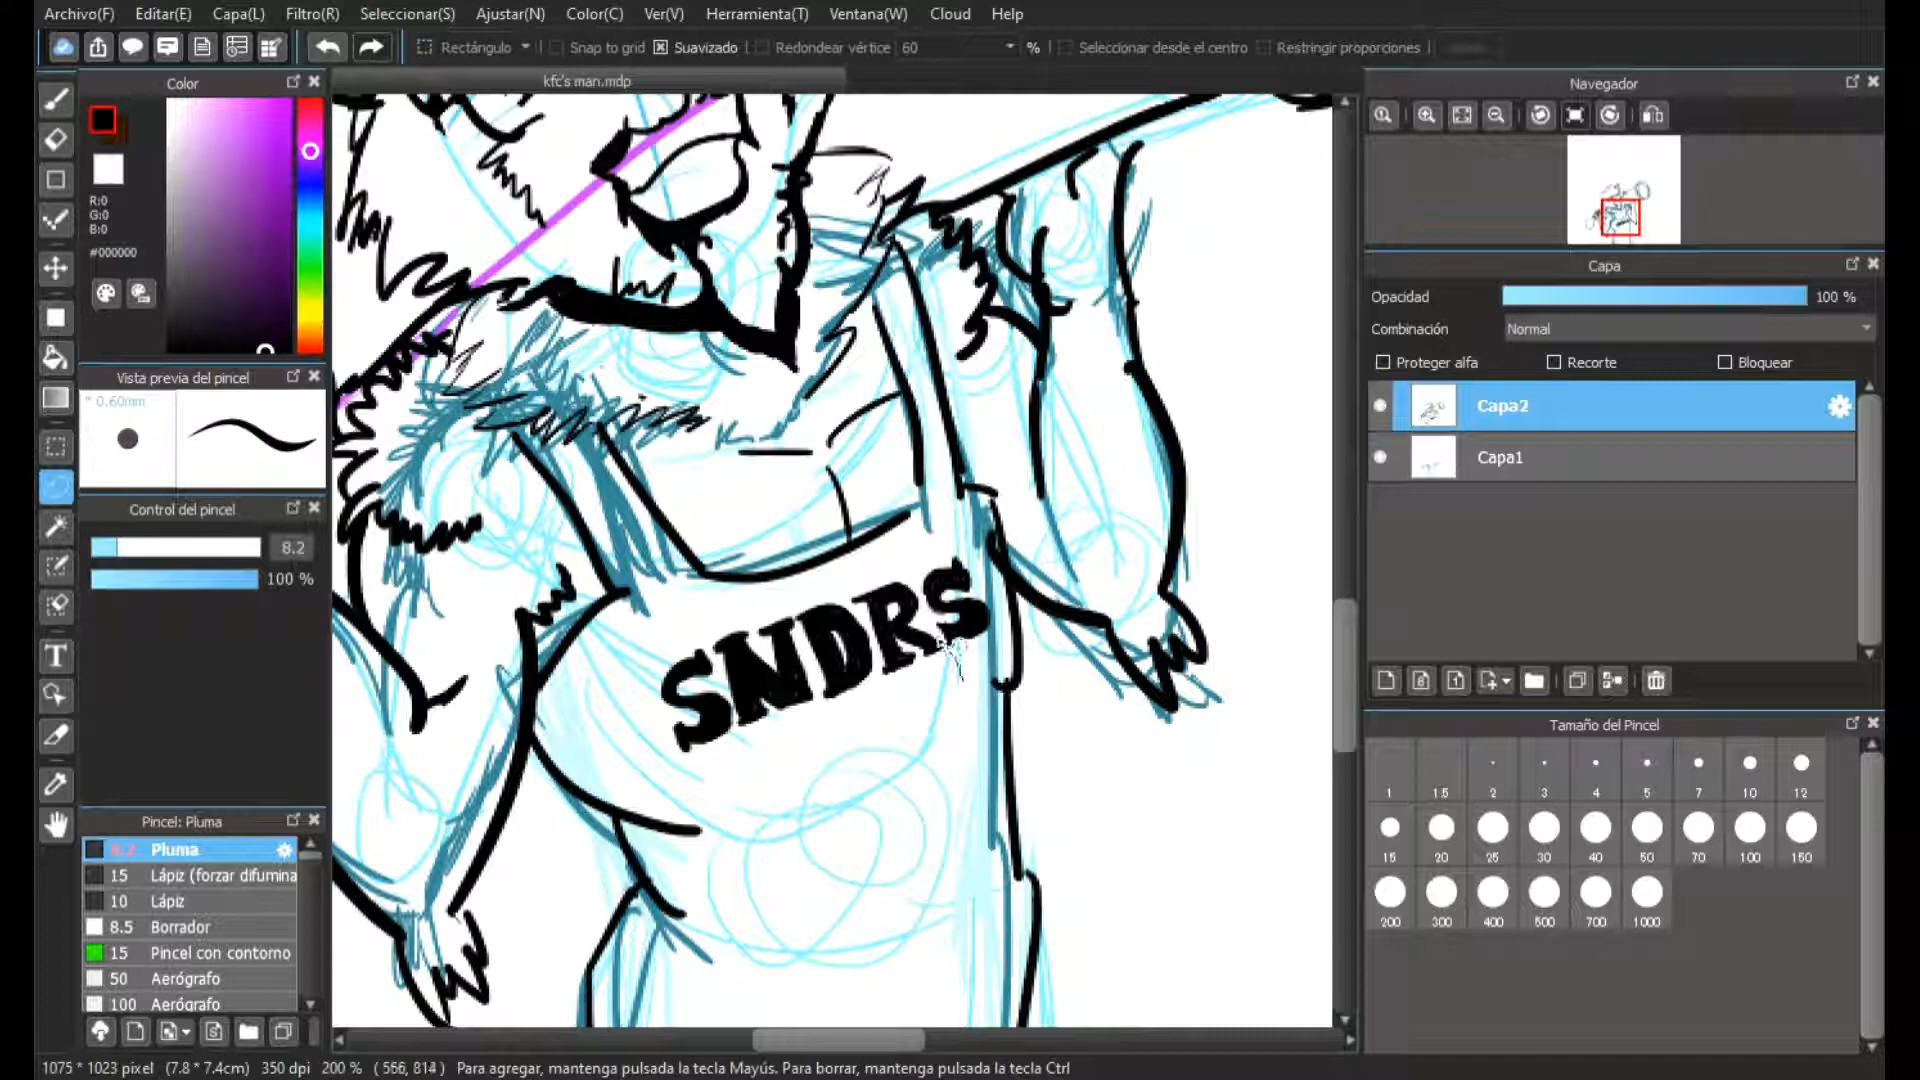 Archivo(F) Editar(E) Capa(L) Filtro(R) Seleccionar(S) Ajustar(N) Color(C) Ver(V) Herramienta(T) Ventana(W) Cloud Help
Rectángulo Snap to grid Suavizado Redondear vértice 60 % Seleccionar desde el centro Restringir proporciones
Color
kfc's man.mdp
Navegador
R:0
G:0
B:0
#000000
Capa
Opacidad 100 %
Combinación Normal
Proteger alfa Recorte Bloquear
Vista previa del pincel
* 0.60mm
Capa2
Capa1
Control del pincel
8.2
100 %
SNDRS
Tamaño del Pincel
1 1.5 2 3 4 5 7 10 12
15 20 25 30 40 50 70 100 150
200 300 400 500 700 1000
Pincel: Pluma
8.2 Pluma
15 Lápiz (forzar difumina
10 Lápiz
8.5 Borrador
15 Pincel con contorno
50 Aerógrafo
100 Aerógrafo
1075 * 1023 pixel (7.8 * 7.4cm) 350 dpi 200 % ( 566, 814 ) Para agregar, mantenga pulsada la tecla Mayús. Para borrar, mantenga pulsada la tecla Ctrl